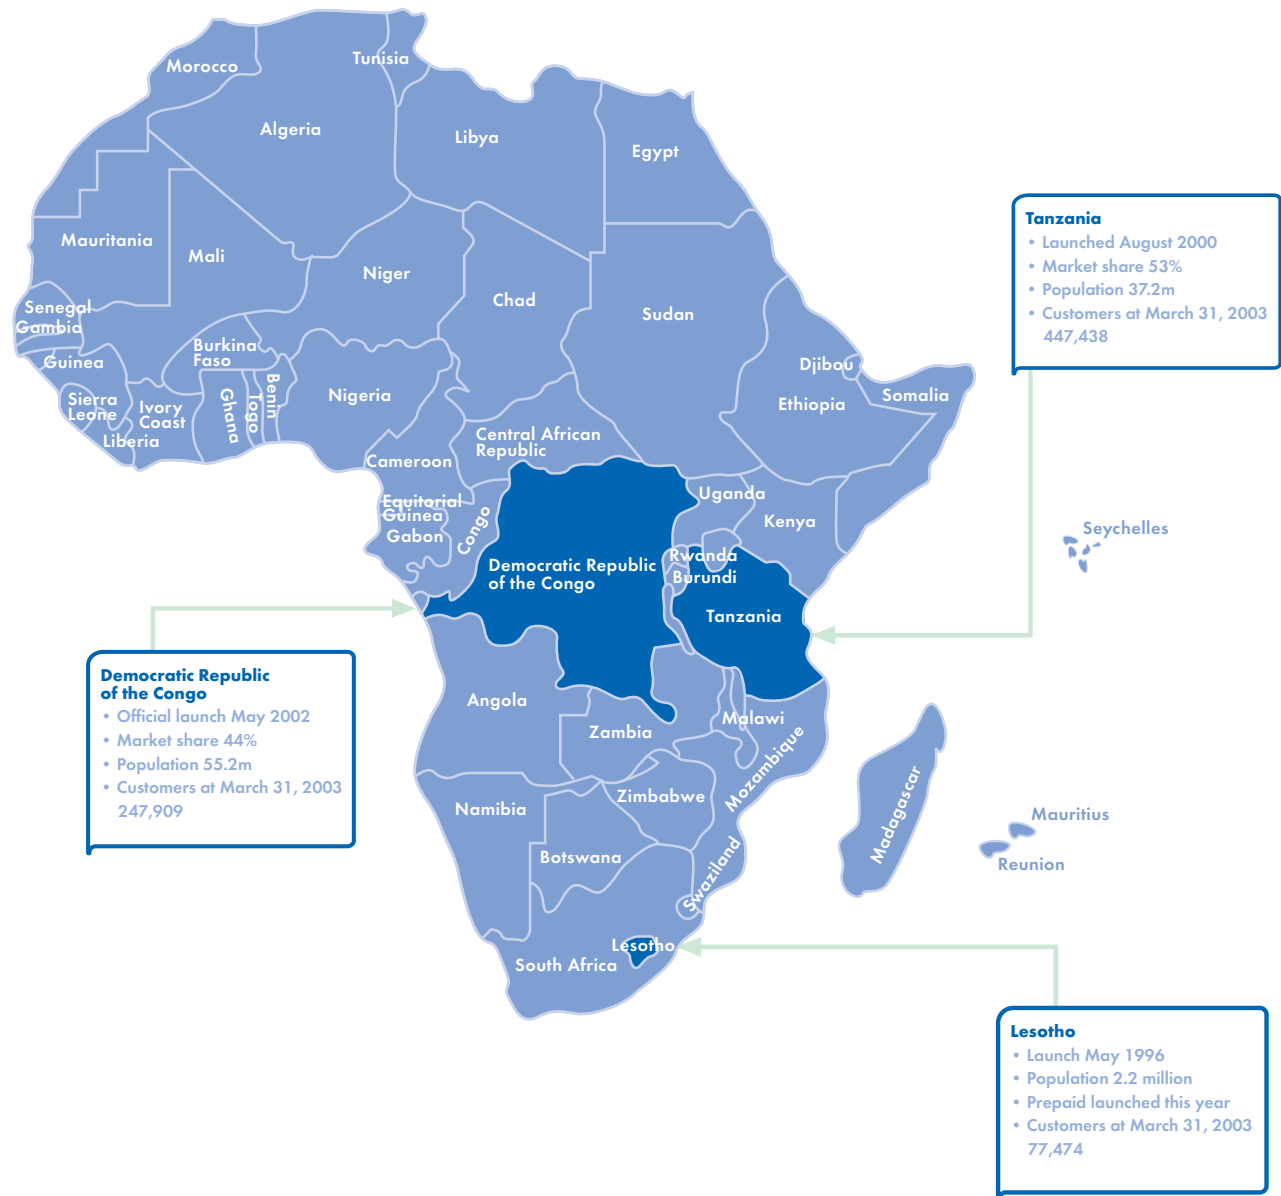 Tunisia
Morocco
Algeria
Libya
Egypt
Mauritania
Mali
Niger
Chad
Sudan
Senegal
Gambia
Guinea
Burkina
Faso
Sierra
Leone
Liberia
Ivory
Coast
Ghana
Togo
Benin
Nigeria
Djibou
Ethiopia
Somalia
Central African
Republic
Cameroon
Equitorial
Guinea
Gabon
Congo
Uganda
Kenya
Rwanda
Burundi
Democratic Republic
of the Congo
Tanzania
Seychelles
Angola
Zambia
Malawi
Mozambique
Zimbabwe
Namibia
Botswana
Swaziland
Madagascar
Mauritius
Reunion
Lesotho
South Africa
Tanzania
• Launched August 2000
• Market share 53%
• Population 37.2m
• Customers at March 31, 2003
447,438
Democratic Republic
of the Congo
• Official launch May 2002
• Market share 44%
• Population 55.2m
• Customers at March 31, 2003
247,909
Lesotho
• Launch May 1996
• Population 2.2 million
• Prepaid launched this year
• Customers at March 31, 2003
77,474